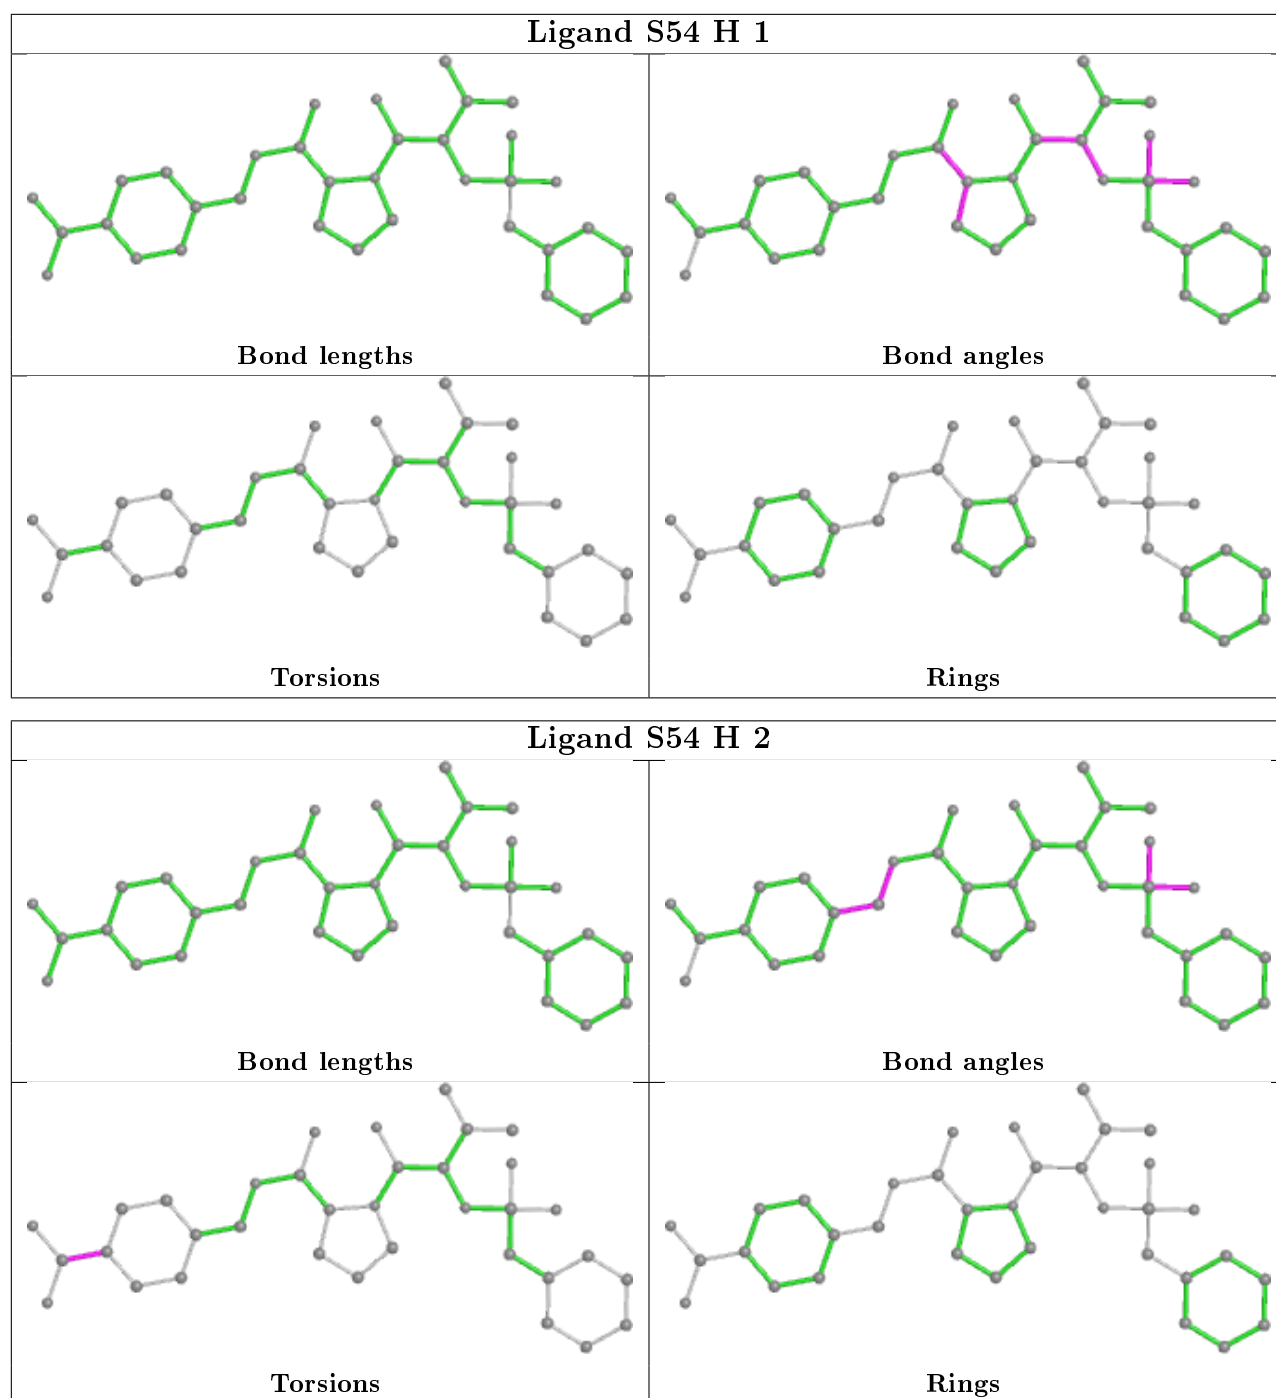 Ligand S54 H 1
Bond lengths
Bond angles
Torsions
Rings
Ligand S54 H 2
Bond lengths
Bond angles
Torsions
Rings